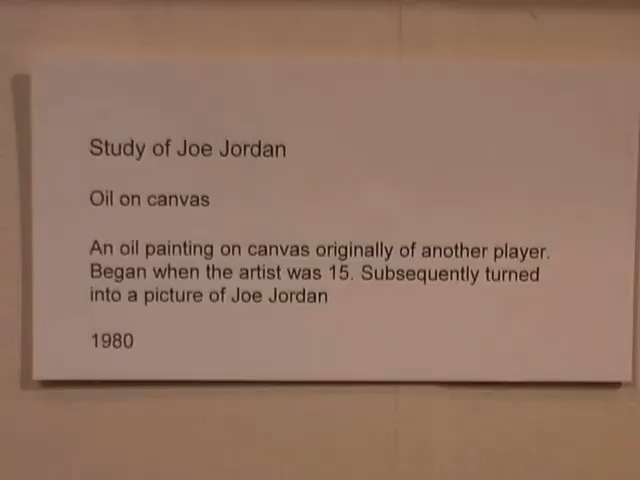 Study of Joe Jordan
Oil on canvas
An oil painting on canvas originally of another player.
Began when the artist was 15. Subsequently turned
into a picture of Joe Jordan
1980